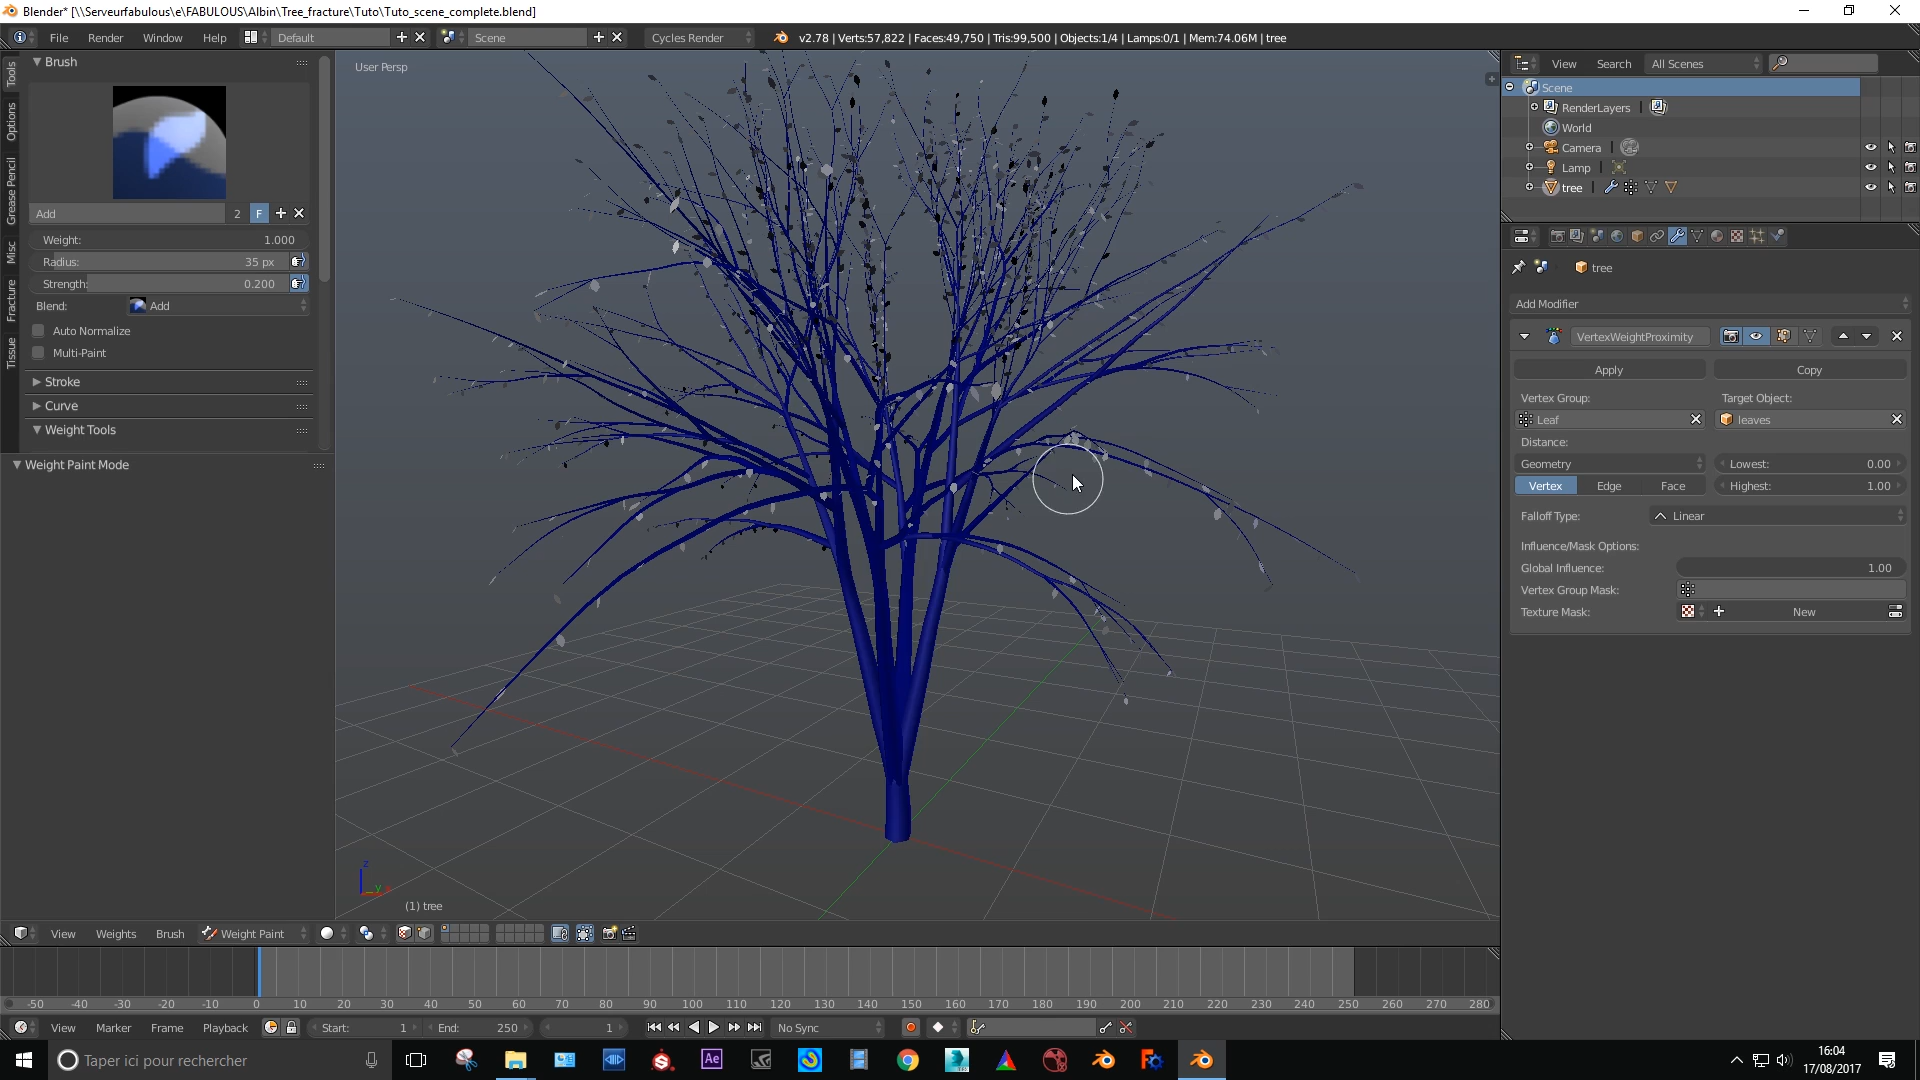 Blender* [\\Serveurfabulous\e\FABULOUS\Albin\Tree_fracture\Tuto\Tuto_scene_complete.blend]
File Render Window Help Default Scene Cycles Render v2.78 | Verts:57,822 | Faces:49,750 | Tris:99,500 | Objects:1/4 | Lamps:0/1 | Mem:74.06M | tree
Tools
Options
Grease Pencil
Misc
Fracture
Tissue
Brush
Add 2 F
Weight: 1.000
Radius: 35 px
Strength: 0.200
Blend: Add
Auto Normalize
Multi-Paint
Stroke
Curve
Weight Tools
Weight Paint Mode
User Persp
z
y
(1) tree
View Weights Brush Weight Paint
-50 -40 -30 -20 -10 0 10 20 30 40 50 60 70 80 90 100 110 120 130 140 150 160 170 180 190 200 210 220 230 240 250 260 270 280
View Marker Frame Playback Start: 1 End: 250 1 No Sync
View Search All Scenes
Scene
RenderLayers
World
Camera
Lamp
tree
tree
Add Modifier
VertexWeightProximity
Apply Copy
Vertex Group: Target Object:
Leaf leaves
Distance:
Geometry Lowest: 0.00
Vertex Edge Face Highest: 1.00
Falloff Type: Linear
Influence/Mask Options:
Global Influence: 1.00
Vertex Group Mask:
Texture Mask: New
Taper ici pour rechercher
Ae
16:04
17/08/2017